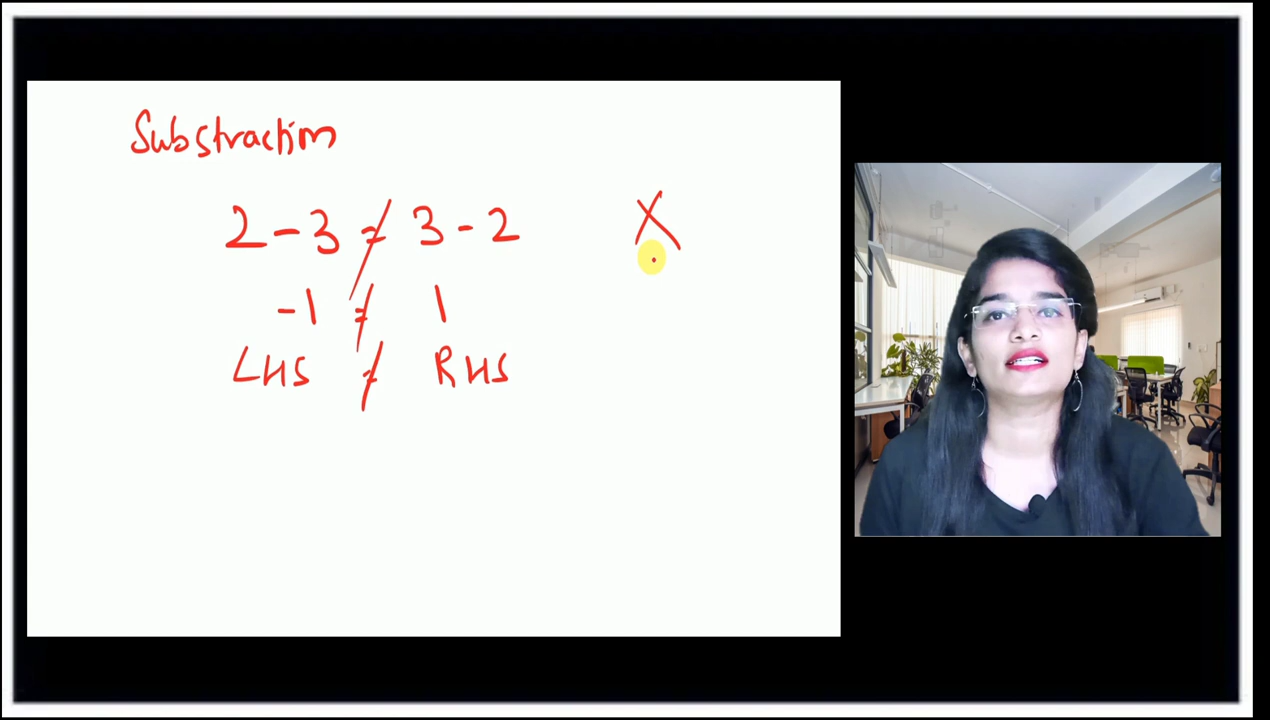 Substraction
2 - 3 ≠ 3 - 2 X
-1 ≠ 1
LHS ≠ RHS